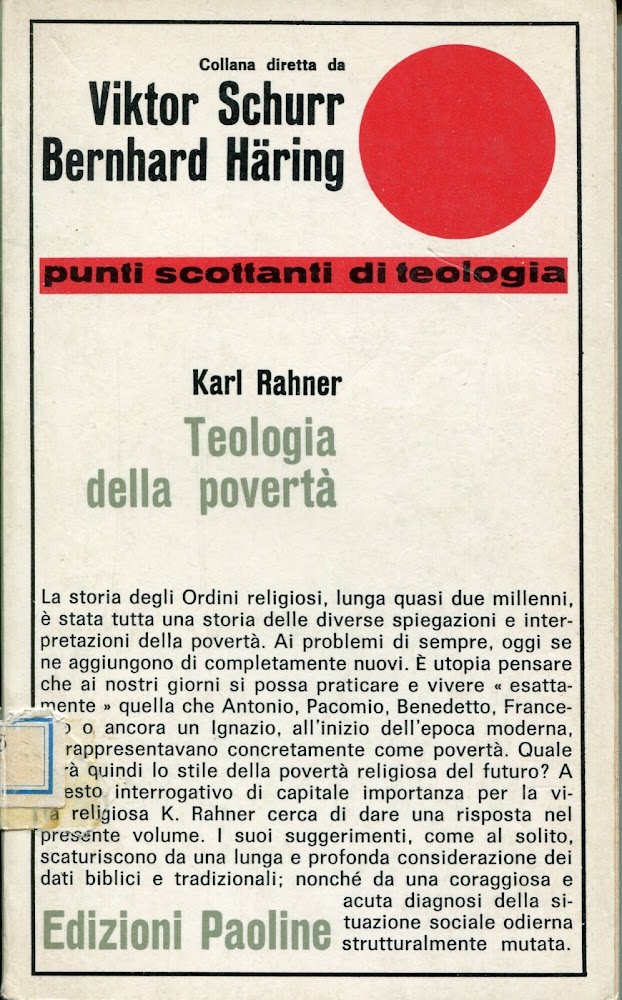 Collana diretta da
Viktor Schurr
Bernhard Häring
punti scottanti di teologia
Karl Rahner
Teologia
della povertà
La storia degli Ordini religiosi, lunga quasi due millenni,
è stata tutta una storia delle diverse spiegazioni e inter-
pretazioni della povertà. Ai problemi di sempre, oggi se
ne aggiungono di completamente nuovi. È utopia pensare
che ai nostri giorni si possa praticare e vivere « esatta-
mente » quella che Antonio, Pacomio, Benedetto, France-
o ancora un Ignazio, all'inizio dell'epoca moderna,
rappresentavano concretamente come povertà. Quale
quindi lo stile della povertà religiosa del futuro? A
interrogativo di capitale importanza per la vi-
religiosa K. Rahner cerca di dare una risposta nel
presente volume. I suoi suggerimenti, come al solito,
scaturiscono da una lunga e profonda considerazione dei
dati biblici e tradizionali; nonché da una coraggiosa e
acuta diagnosi della si-
tuazione sociale odierna
strutturalmente mutata.
Edizioni Paoline